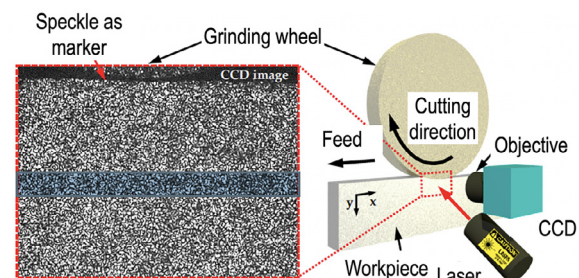 Speckle as
marker
Grinding wheel
CCD image
Cutting
direction
Feed
Objective
y
x
CCD
Workpiece
Laser